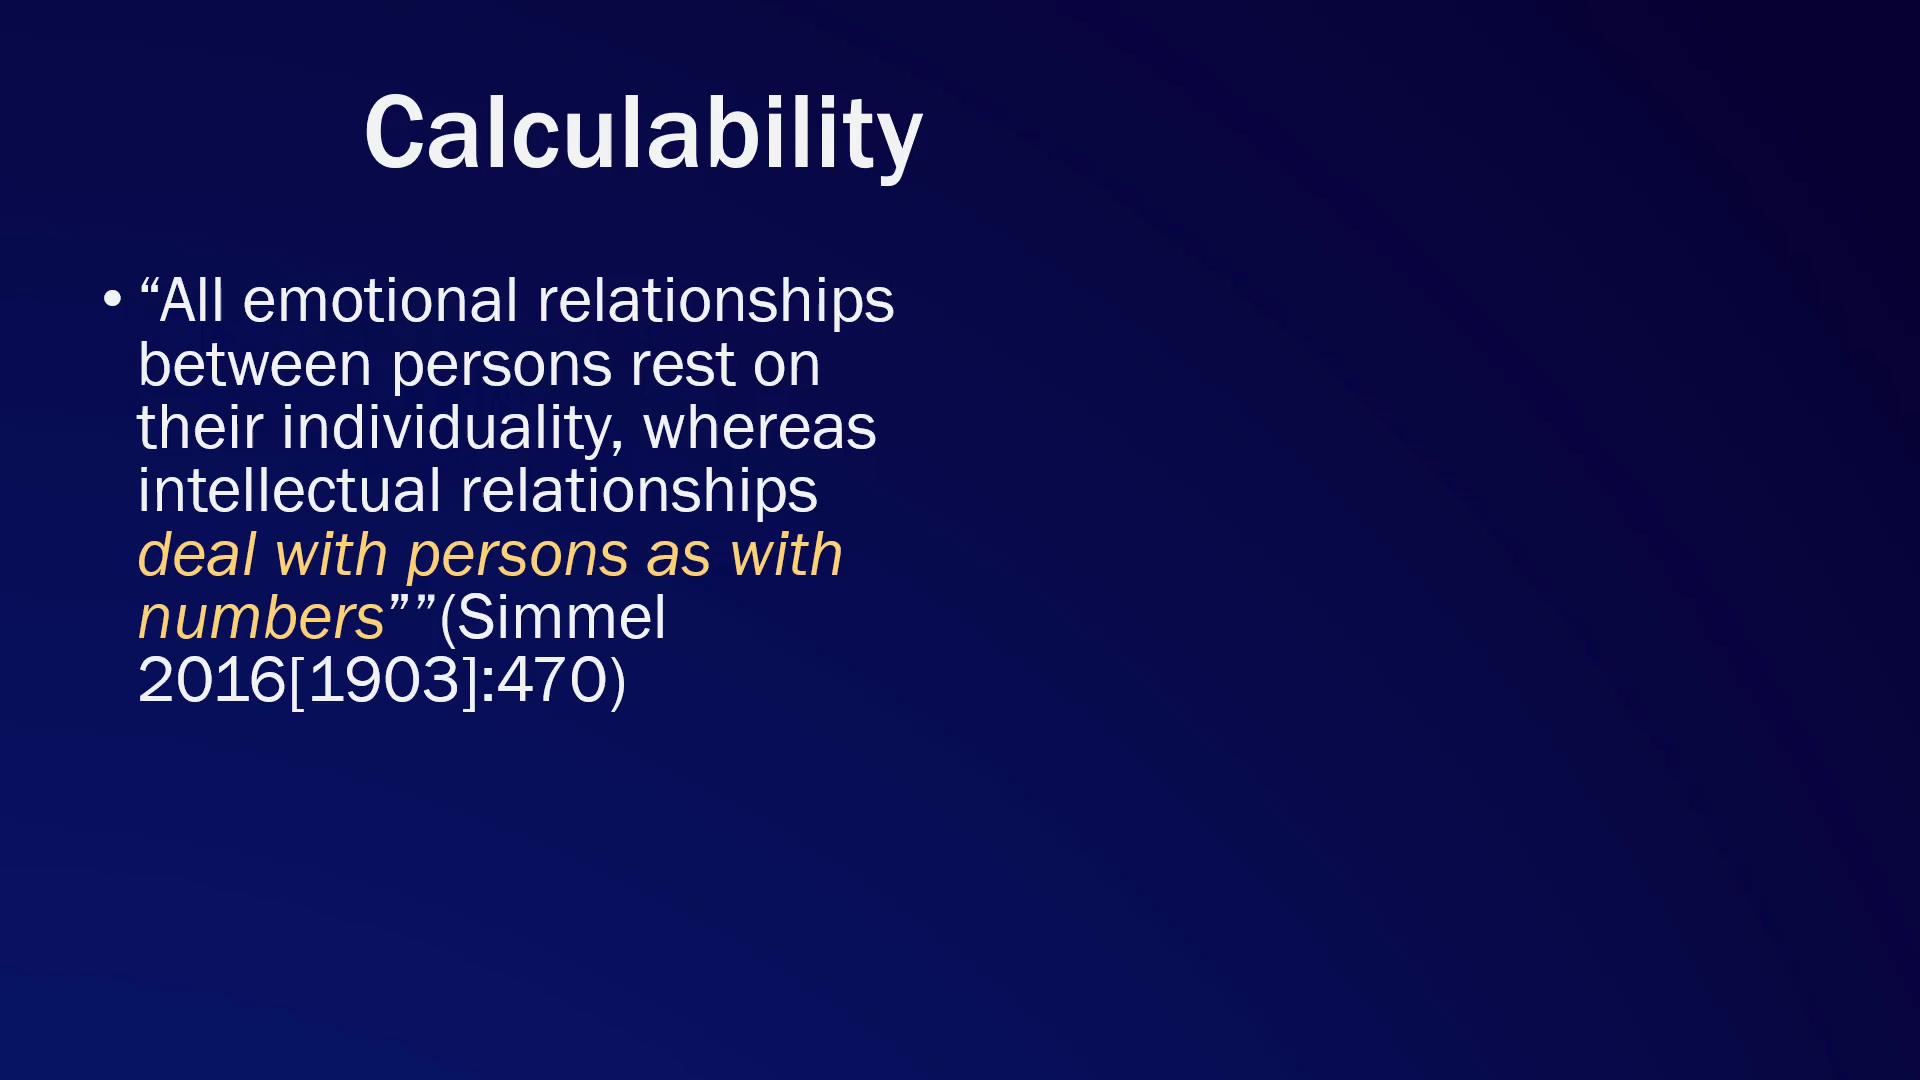 Calculability
• “All emotional relationships
between persons rest on
their individuality, whereas
intellectual relationships
deal with persons as with
numbers””(Simmel
2016[1903]:470)